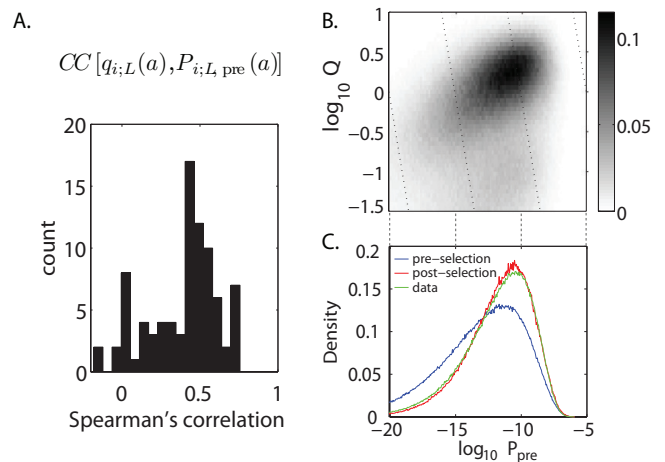 A.
CC [q_{i;L}(a), P_{i;L, pre}(a)]
20
15
10
5
0
count
0
0.5
1
Spearman's correlation
B.
1
0.5
0
−0.5
−1
−1.5
log10 Q
0.1
0.05
0
C.
0.2
0.15
0.1
0.05
0
Density
pre−selection
post−selection
data
−20
−15
−10
−5
log10 Ppre